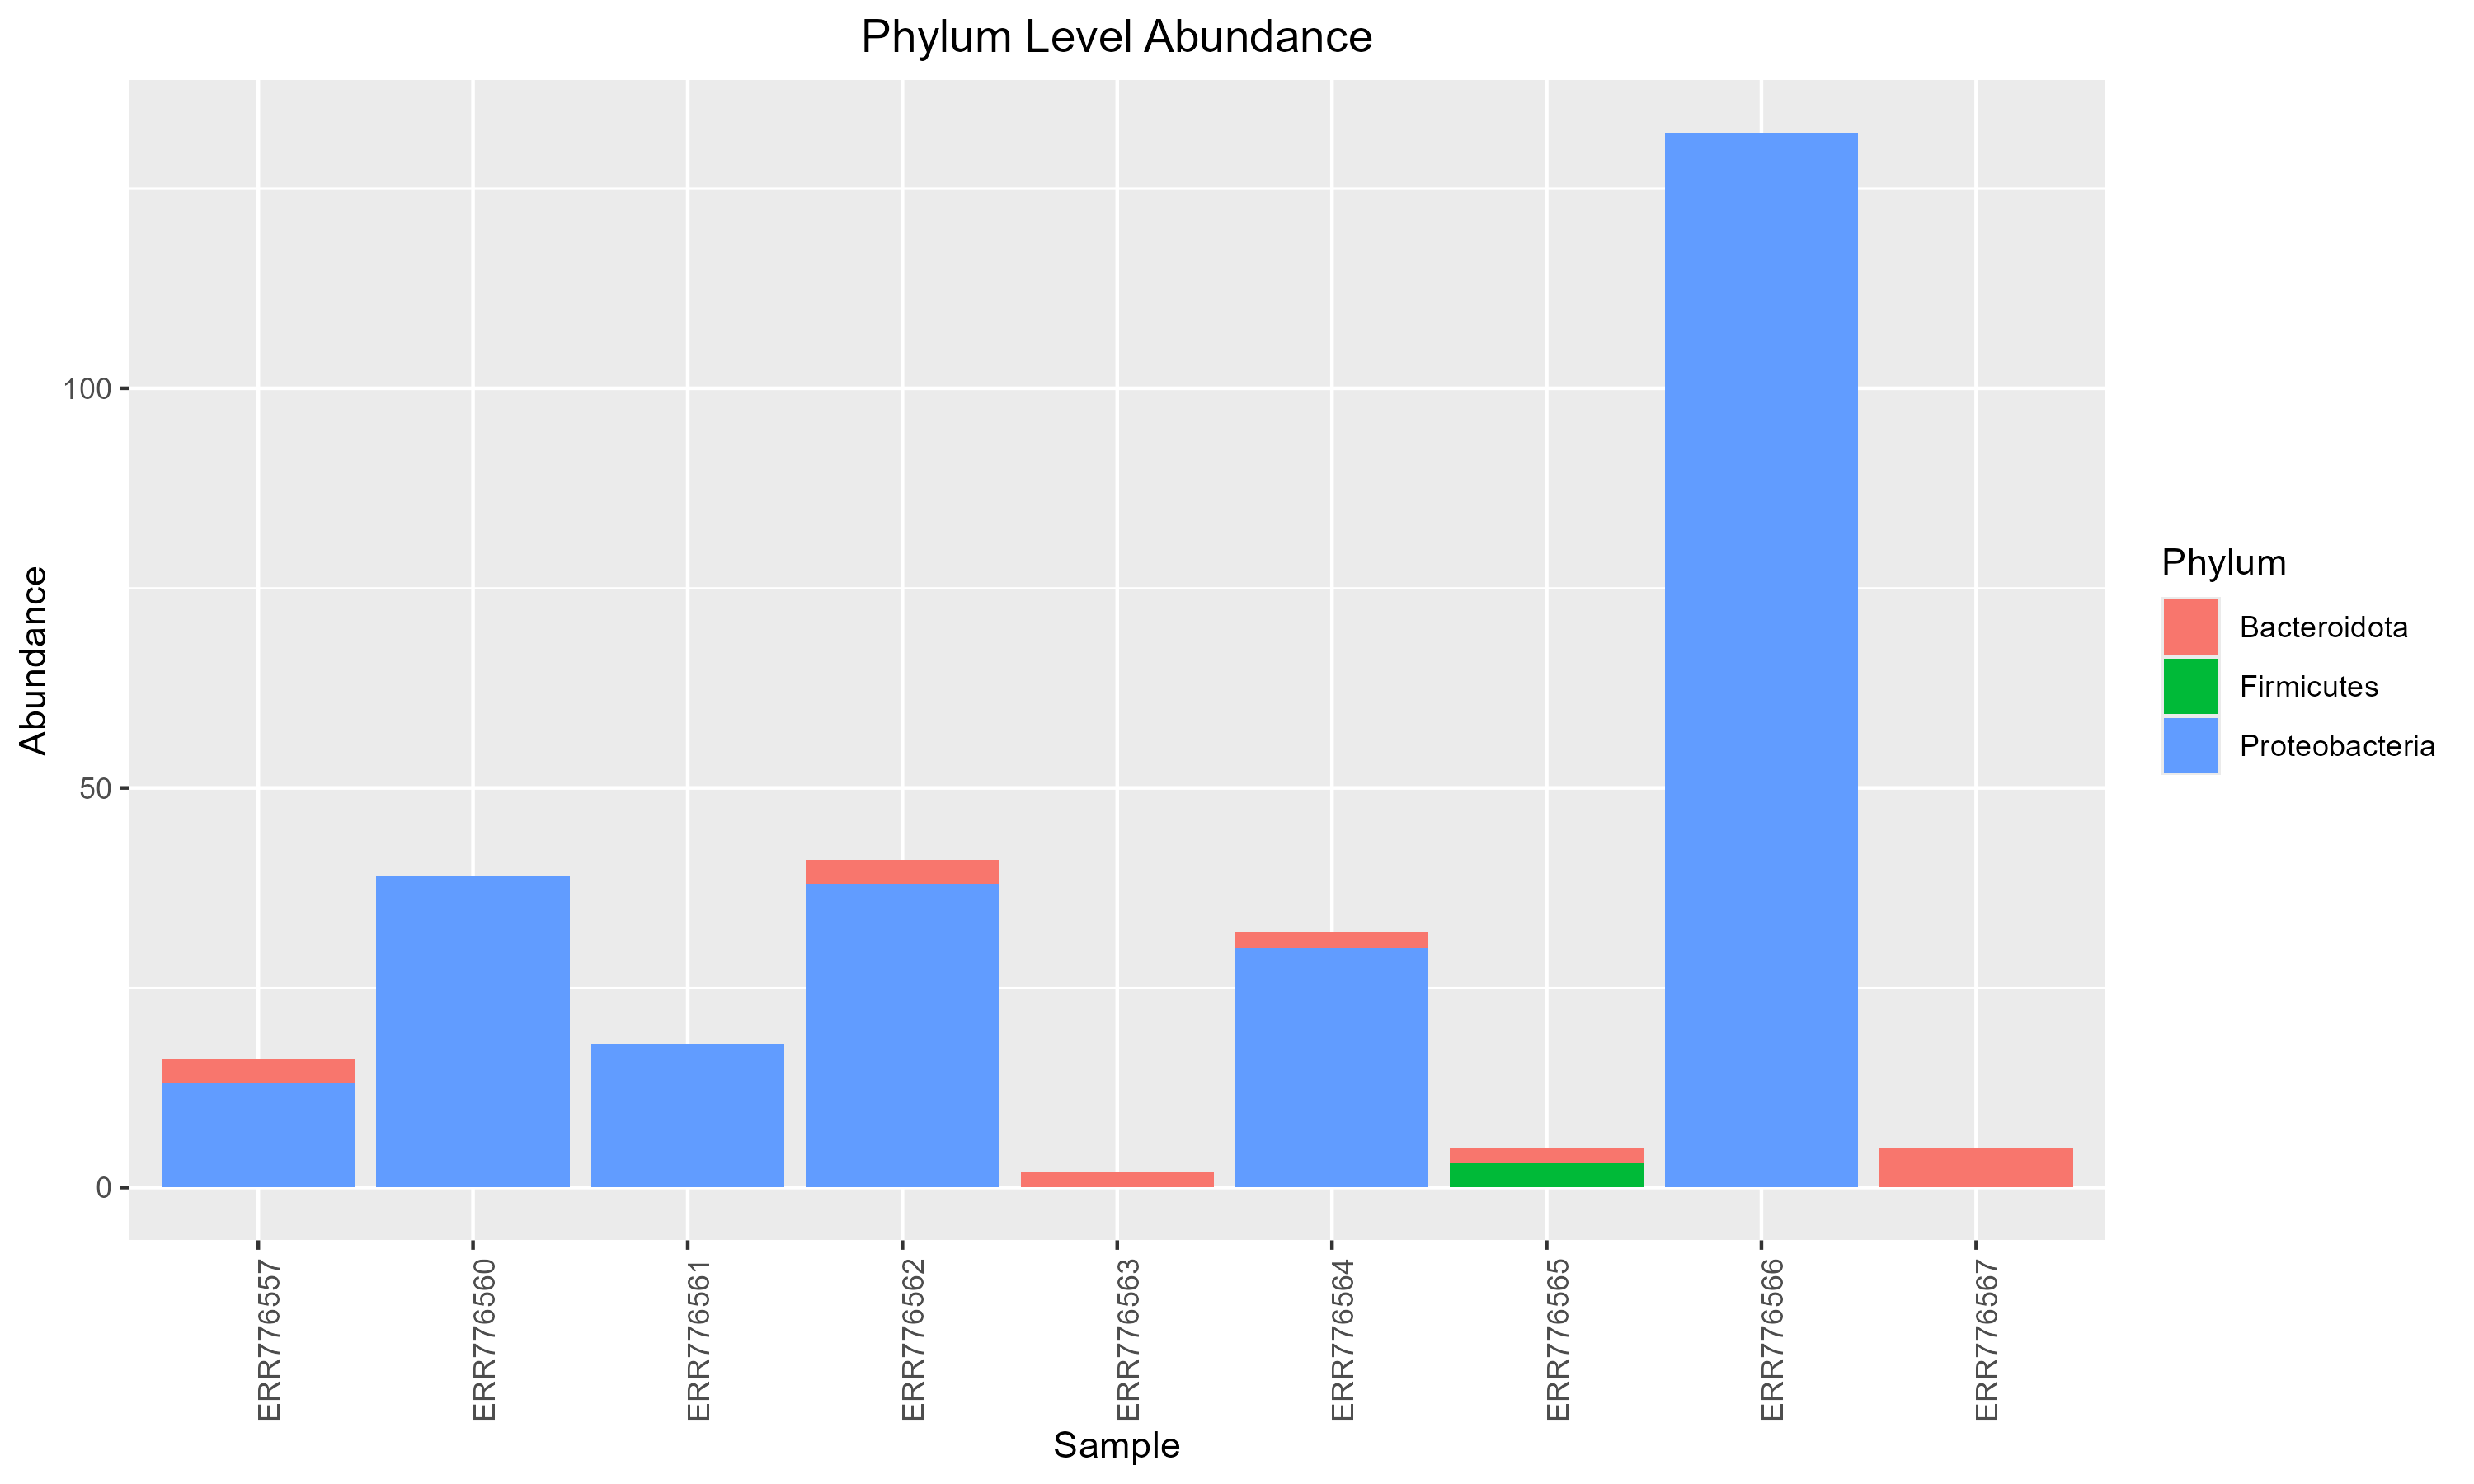 Phylum Level Abundance
Abundance
100
50
0
ERR776557
ERR776560
ERR776561
ERR776562
ERR776563
ERR776564
ERR776565
ERR776566
ERR776567
Sample
Phylum
Bacteroidota
Firmicutes
Proteobacteria